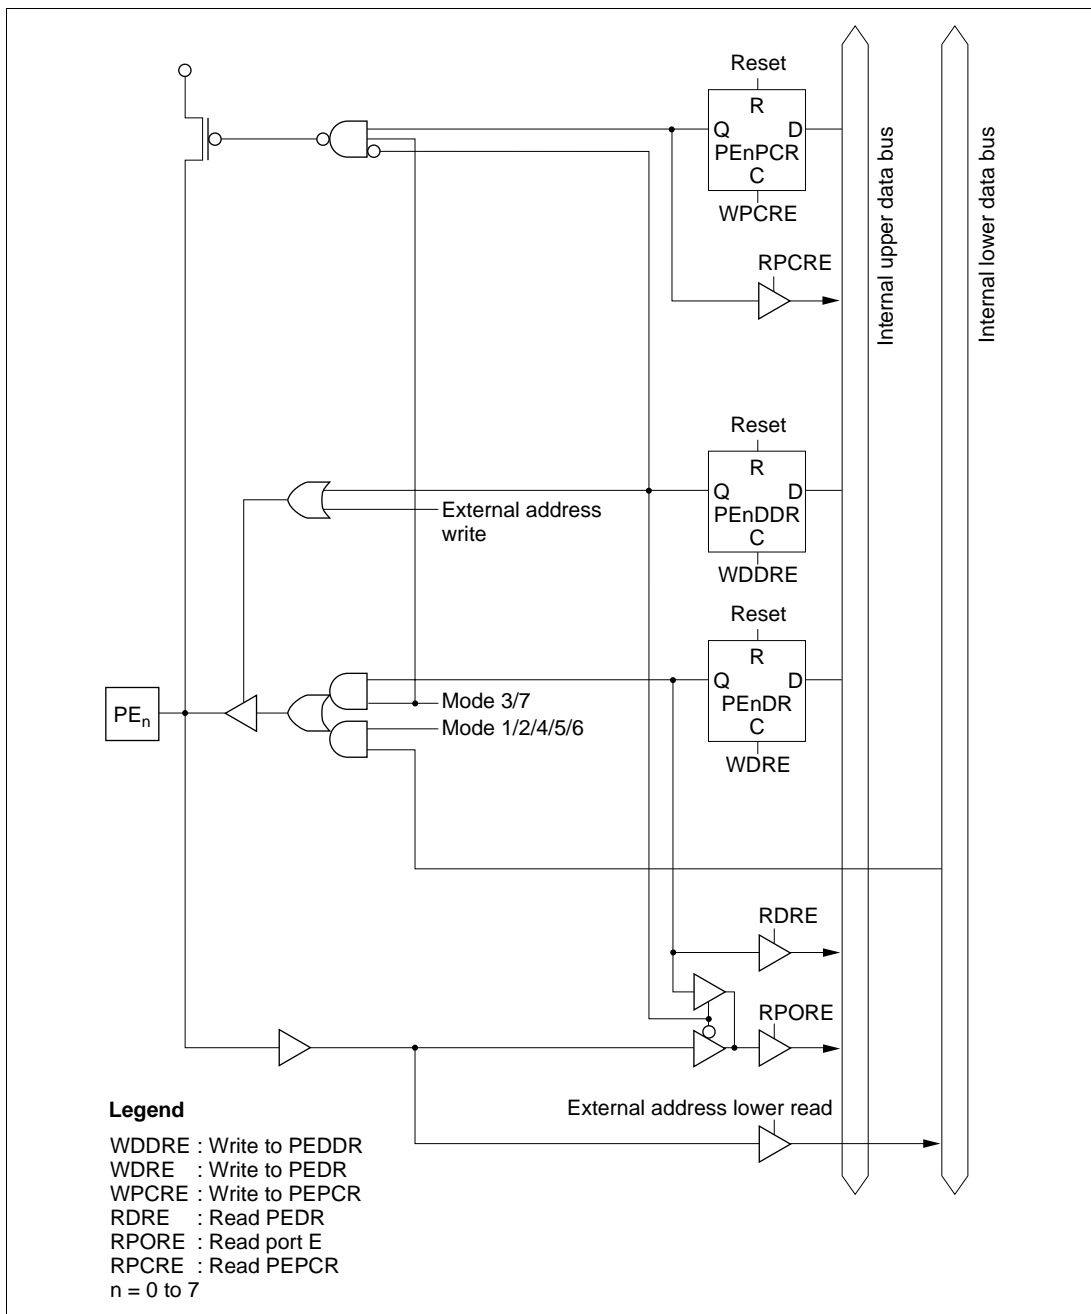 Reset
R
Q D
PEnPCR
C
WPCRE
RPCRE
Internal upper data bus
Internal lower data bus
Reset
R
Q D
PEnDDR
C
WDDRE
External address
write
Reset
R
Q D
PEnDR
C
WDRE
PEn
Mode 3/7
Mode 1/2/4/5/6
RDRE
RPORE
External address lower read
Legend
WDDRE : Write to PEDDR
WDRE : Write to PEDR
WPCRE : Write to PEPCR
RDRE : Read PEDR
RPORE : Read port E
RPCRE : Read PEPCR
n = 0 to 7